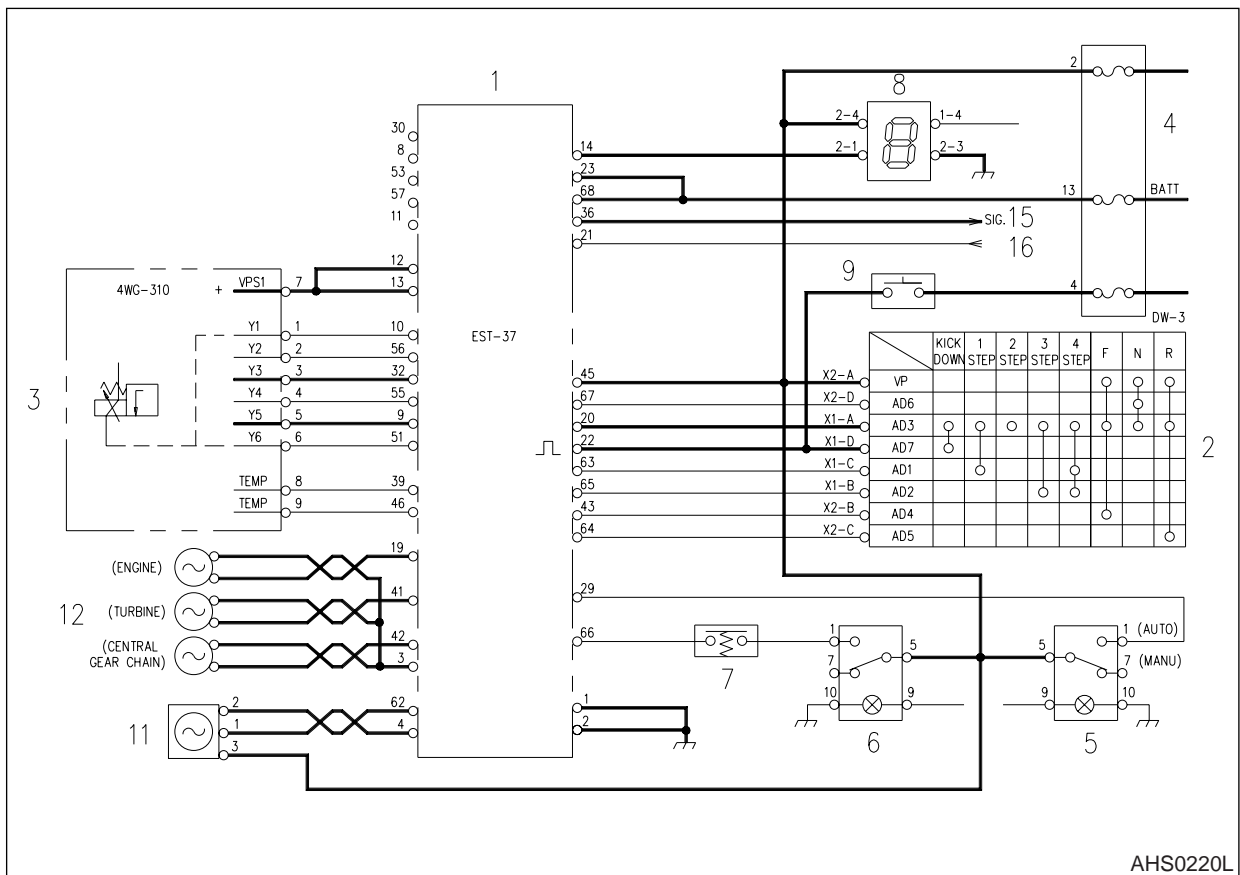 1
30
8
53
57
11
12
13
10
56
32
55
9
51
39
46
19
41
42
3
62
4
EST-37
14
23
68
36
21
45
67
20
22
63
65
43
64
29
66
1
2
3
4WG-310 + VPS1 7
Y1 1
Y2 2
Y3 3
Y4 4
Y5 5
Y6 6
TEMP 8
TEMP 9
12
(ENGINE)
(TURBINE)
(CENTRAL
GEAR CHAIN)
11
2
1
3
8
2-4 1-4
2-1 2-3
2
4
13 BATT
4
DW-3
SIG. 15
16
9
2
KICK DOWN 1 STEP 2 STEP 3 STEP 4 STEP F N R
X2-A VP
X2-D AD6
X1-A AD3
X1-D AD7
X1-C AD1
X1-B AD2
X2-B AD4
X2-C AD5
7
1
7
5
10 9
6
5
1 (AUTO)
7 (MANU)
9 10
5
AHS0220L